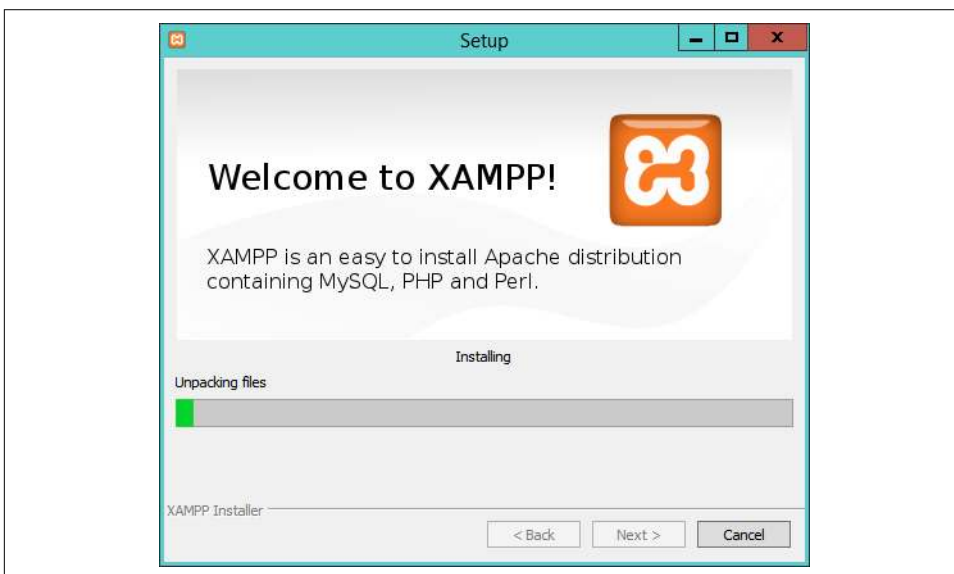 Setup
Welcome to XAMPP!
XAMPP is an easy to install Apache distribution
containing MySQL, PHP and Perl.
Installing
Unpacking files
XAMPP Installer
< Back
Next >
Cancel